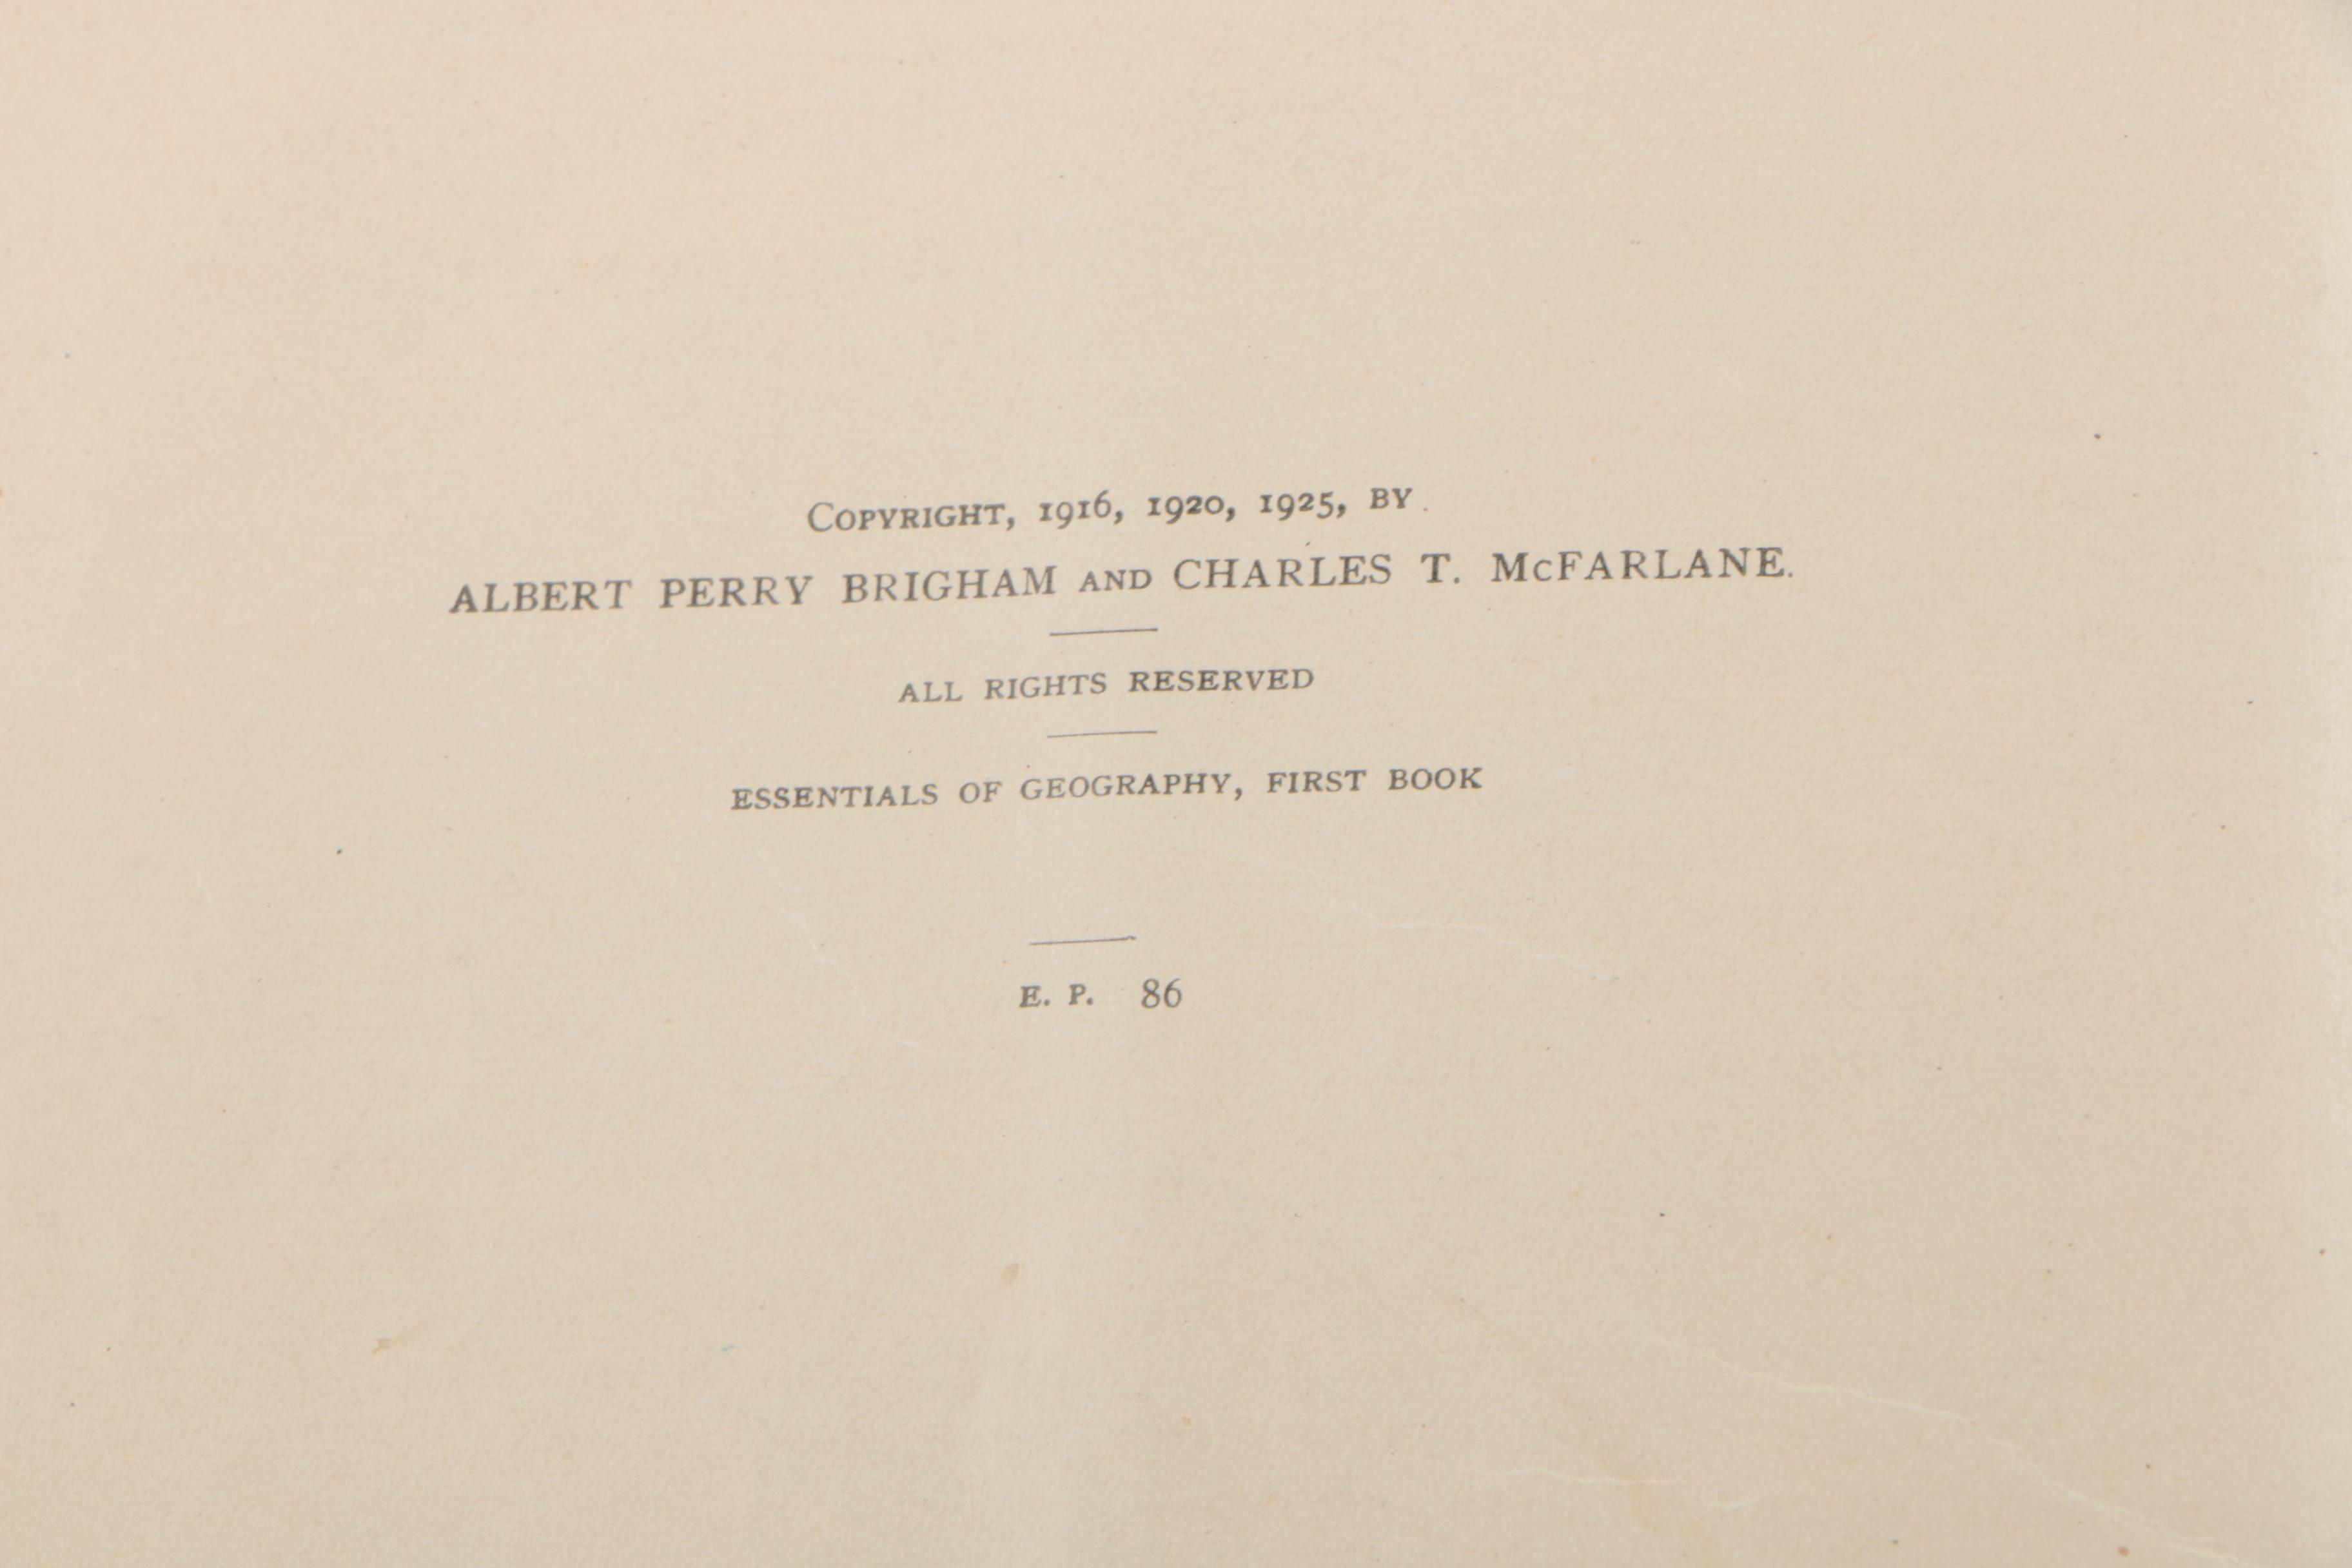 Copyright, 1916, 1920, 1925, by
ALBERT PERRY BRIGHAM AND CHARLES T. McFARLANE.
ALL RIGHTS RESERVED
ESSENTIALS OF GEOGRAPHY, FIRST BOOK
E. P. 86